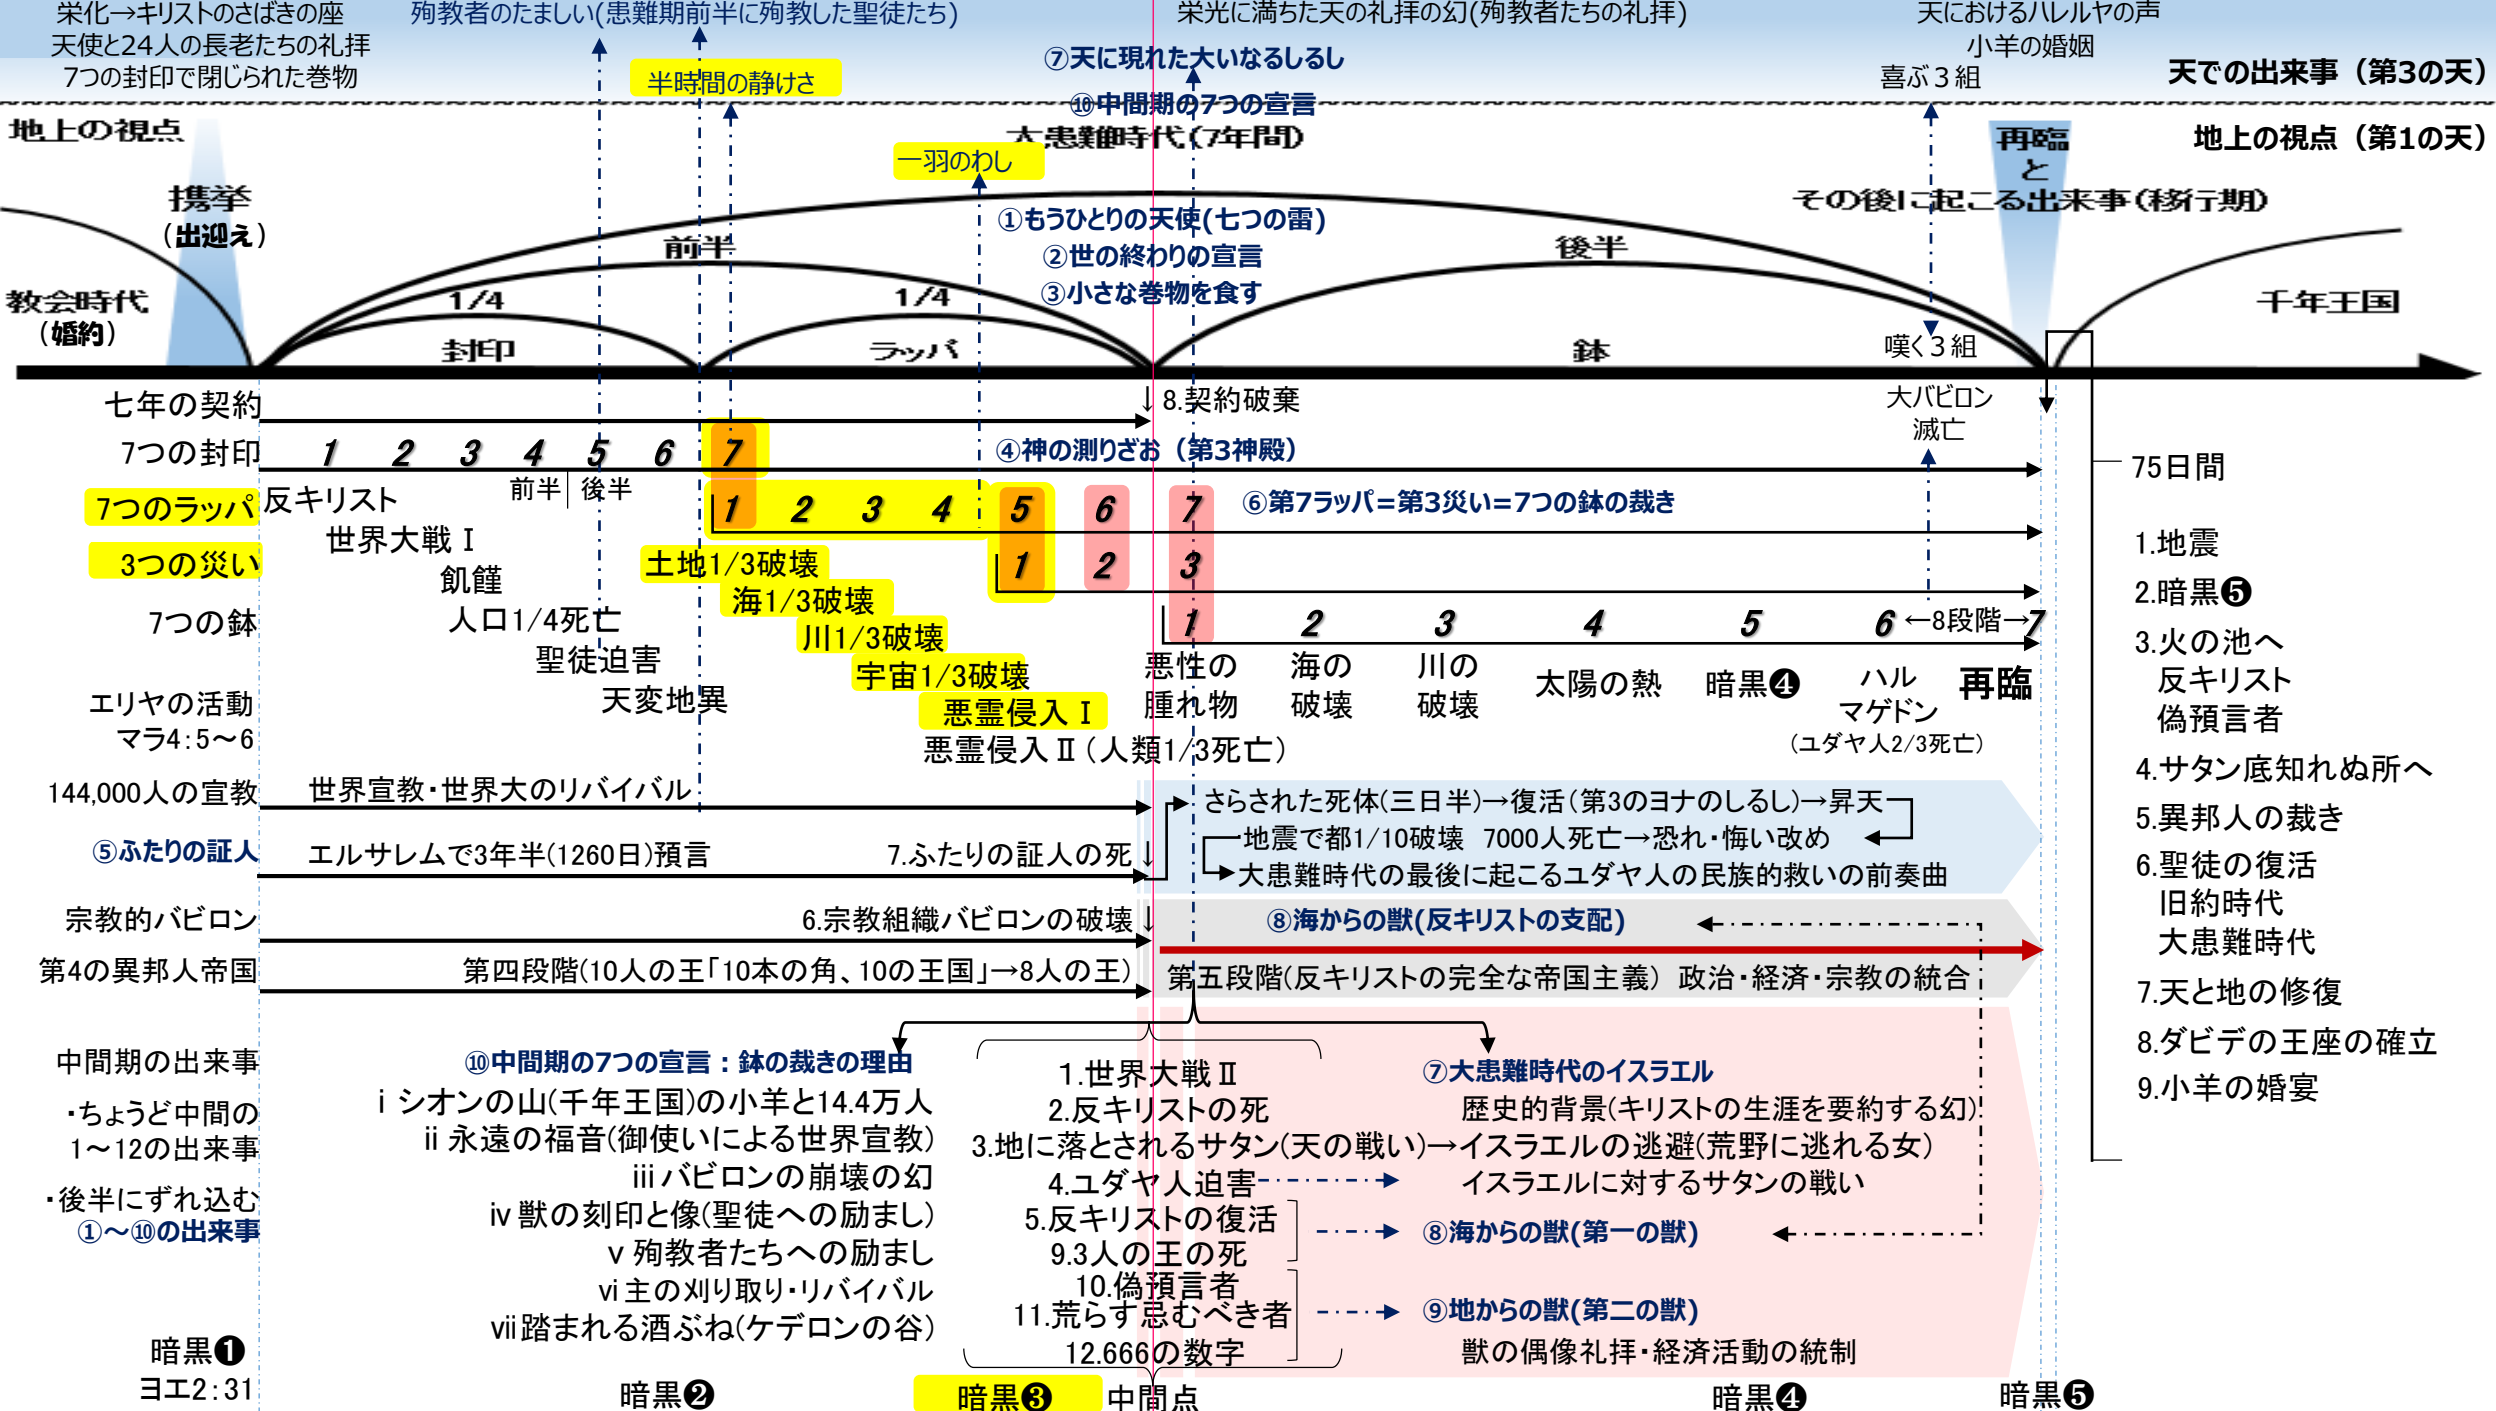 栄化→キリストのさばきの座
天使と24人の長老たちの礼拝
7つの封印で閉じられた巻物
殉教者のたましい(患難期前半に殉教した聖徒たち)
栄光に満ちた天の礼拝の幻(殉教者たちの礼拝)
天におけるハレルヤの声
小羊の婚姻
喜ぶ3組
天での出来事（第3の天）
半時間の静けさ
⑦天に現れた大いなるしるし
⑩中間期の7つの宣言
地上の視点
大患難時代(7年間)
再臨
と
その後に起こる出来事(移行期)
地上の視点（第1の天）
一羽のわし
携挙
(出迎え)
①もうひとりの天使(七つの雷)
②世の終わりの宣言
③小さな巻物を食す
前半
後半
教会時代
(婚約)
1/4
1/4
千年王国
封印
ラッパ
鉢
嘆く3組
七年の契約
↓8.契約破棄
大バビロン
滅亡
7つの封印
1 2 3 4 5 6 7
④神の測りざお（第3神殿）
75日間
前半 後半
7つのラッパ
反キリスト
1 2 3 4 5 6 7
⑥第7ラッパ=第3災い=7つの鉢の裁き
世界大戦Ⅰ
3つの災い
飢饉
土地1/3破壊
1 2 3
海1/3破壊
7つの鉢
人口1/4死亡
川1/3破壊
1 2 3 4 5 6 ←8段階→7
聖徒迫害
宇宙1/3破壊
天変地異
悪霊侵入Ⅰ
悪霊侵入Ⅱ(人類1/3死亡)
悪性の
腫れ物
海の
破壊
川の
破壊
太陽の熱
暗黒❹
ハル
マゲドン
(ユダヤ人2/3死亡)
再臨
エリヤの活動
マラ4:5～6
144,000人の宣教
世界宣教・世界大のリバイバル
さらされた死体(三日半)→復活(第3のヨナのしるし)→昇天
地震で都1/10破壊 7000人死亡→恐れ・悔い改め
大患難時代の最後に起こるユダヤ人の民族的救いの前奏曲
⑤ふたりの証人
エルサレムで3年半(1260日)預言
7.ふたりの証人の死↓
宗教的バビロン
6.宗教組織バビロンの破壊↓
⑧海からの獣(反キリストの支配)
第4の異邦人帝国
第四段階(10人の王「10本の角、10の王国」→8人の王)
第五段階(反キリストの完全な帝国主義) 政治・経済・宗教の統合
1.地震
2.暗黒❺
3.火の池へ
反キリスト
偽預言者
4.サタン底知れぬ所へ
5.異邦人の裁き
6.聖徒の復活
旧約時代
大患難時代
7.天と地の修復
8.ダビデの王座の確立
9.小羊の婚宴
中間期の出来事
・ちょうど中間の
1～12の出来事
・後半にずれ込む
①～⑩の出来事
⑩中間期の7つの宣言：鉢の裁きの理由
ⅰ シオンの山(千年王国)の小羊と14.4万人
ⅱ 永遠の福音(御使いによる世界宣教)
ⅲ バビロンの崩壊の幻
ⅳ 獣の刻印と像(聖徒への励まし)
ⅴ 殉教者たちへの励まし
ⅵ 主の刈り取り・リバイバル
ⅶ 踏まれる酒ぶね(ケデロンの谷)
1.世界大戦Ⅱ
2.反キリストの死
3.地に落とされるサタン(天の戦い)→イスラエルの逃避(荒野に逃れる女)
4.ユダヤ人迫害
5.反キリストの復活
9.3人の王の死
10.偽預言者
11.荒らす忌むべき者
12.666の数字
⑦大患難時代のイスラエル
歴史的背景(キリストの生涯を要約する幻)
イスラエルに対するサタンの戦い
⑧海からの獣(第一の獣)
⑨地からの獣(第二の獣)
獣の偶像礼拝・経済活動の統制
暗黒❶
ヨエ2:31
暗黒❷
暗黒❸
中間点
暗黒❹
暗黒❺